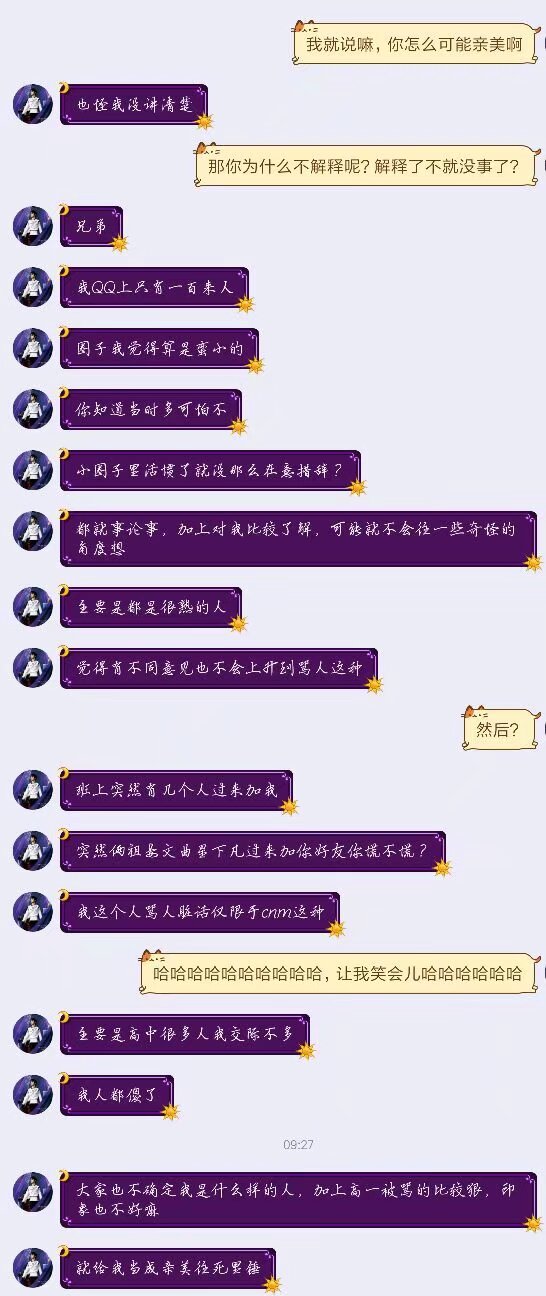 我就说嘛，你怎么可能亲美啊
也怪我没讲清楚
那你为什么不解释呢？解释了不就没事了？
兄弟
我QQ上只有一百来人
圈子我觉得算是蛮小的
你知道当时多可怕不
小圈子里活惯了就没那么在意措辞？
都就事论事，加上对我比较了解，可能就不会往一些奇怪的
角度想
主要是都是很熟的人
觉得有不同意见也不会上升到骂人这种
然后？
班上突然有几个人过来加我
突然俩祖安文曲星下凡过来加你好友你慌不慌？
我这个人骂人脏话仅限于cnm这种
哈哈哈哈哈哈哈哈哈哈，让我笑会儿哈哈哈哈哈哈
主要是高中很多人我交际不多
我人都傻了
09:27
大家也不确定我是什么样的人，加上高一被骂的比较狠，印
象也不好嘛
就给我当成亲美往死里锤